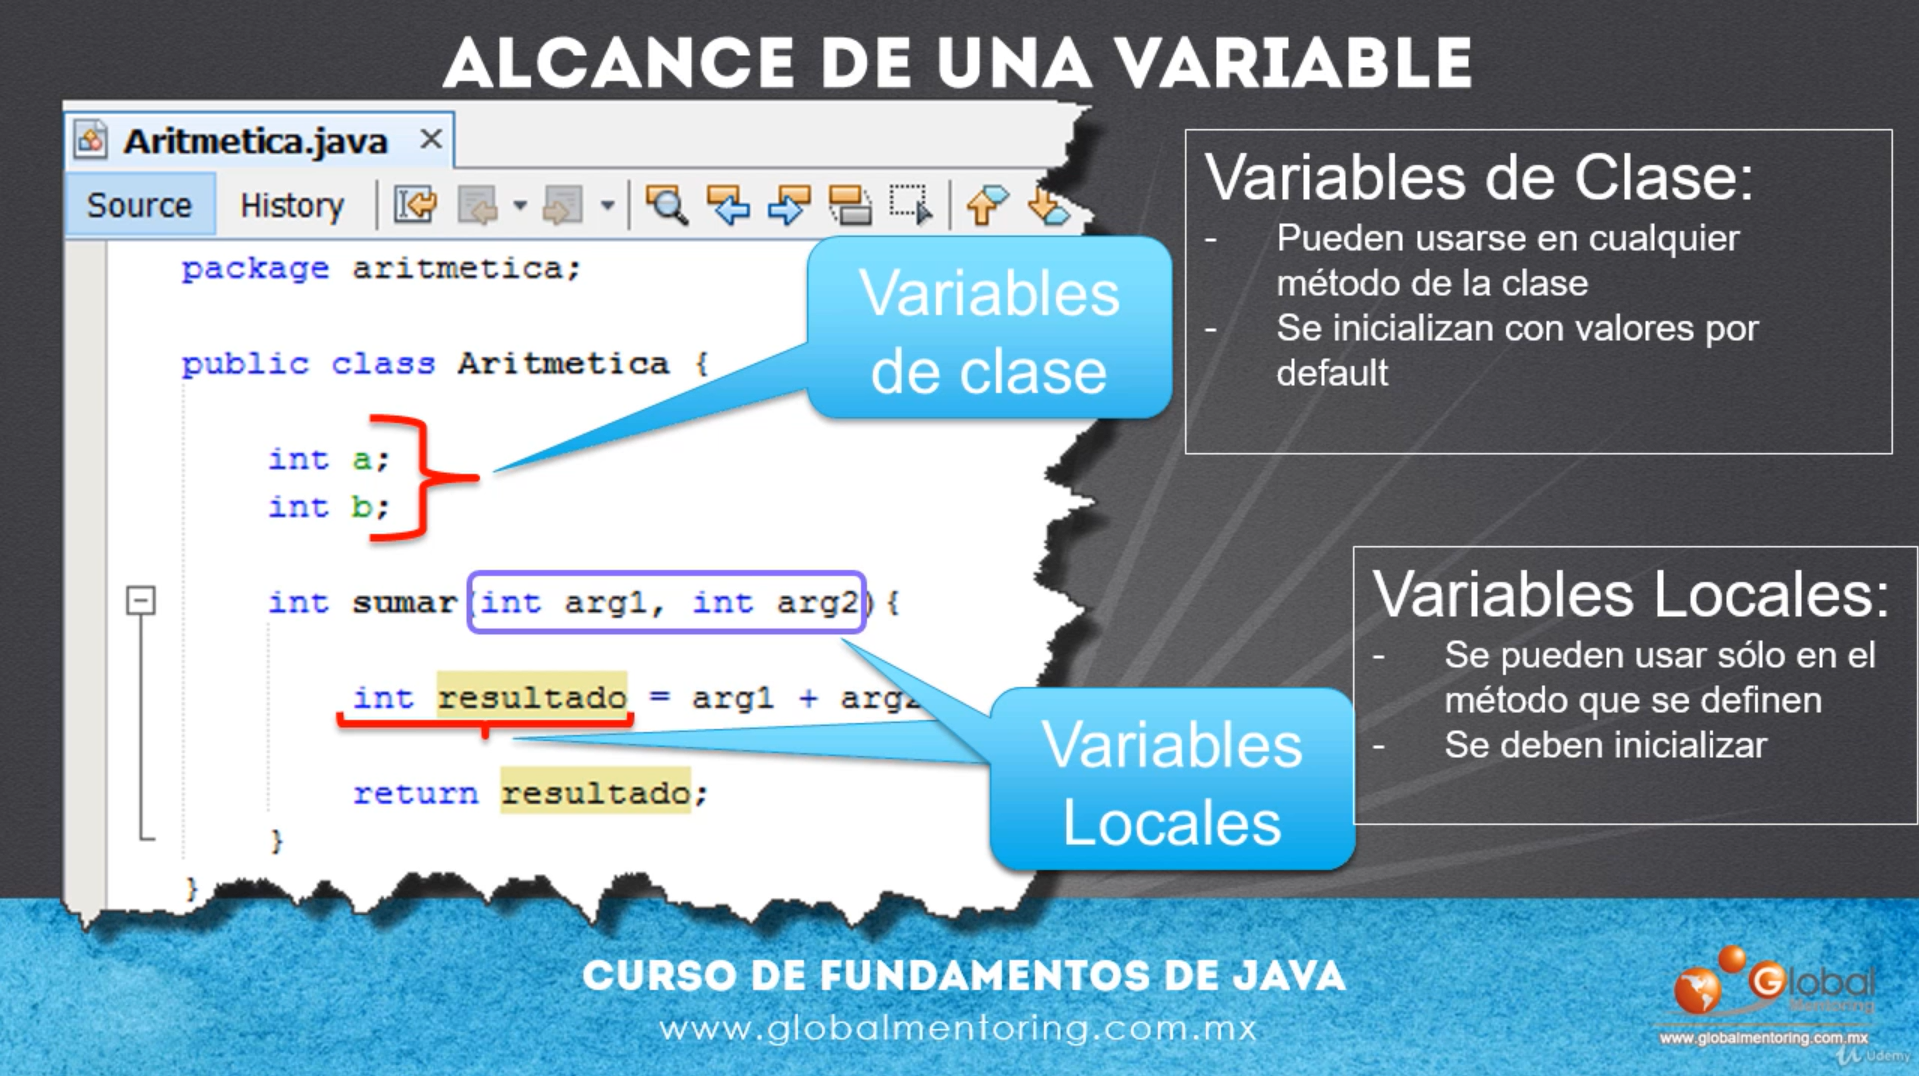 ALCANCE DE UNA VARIABLE
Aritmetica.java
Source History
package aritmetica;
public class Aritmetica {
int a;
int b;
int sumar(int arg1, int arg2){
int resultado = arg1 + arg2
return resultado;
}
}
Variables
de clase
Variables
Locales
Variables de Clase:
- Pueden usarse en cualquier
método de la clase
- Se inicializan con valores por
default
Variables Locales:
- Se pueden usar sólo en el
método que se definen
- Se deben inicializar
CURSO DE FUNDAMENTOS DE JAVA
www.globalmentoring.com.mx
Global
Mentoring
www.globalmentoring.com.mx
Udemy